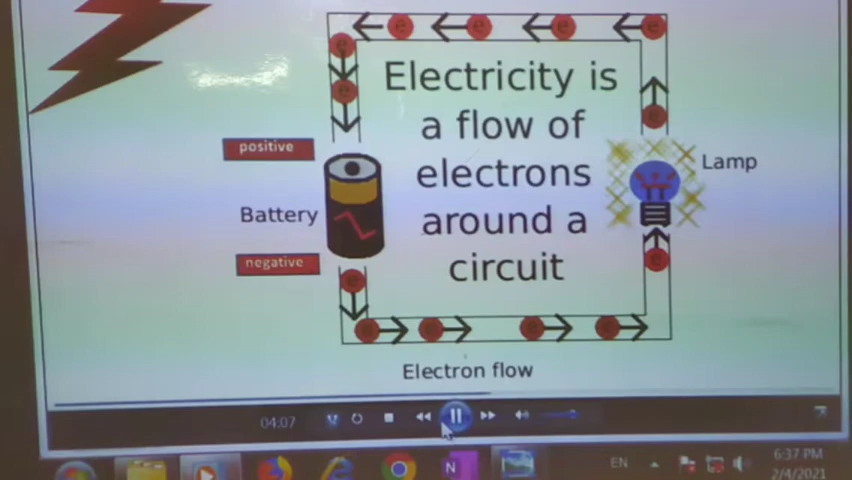 Electricity is
a flow of
electrons
around a
circuit
positive
Battery
negative
Lamp
e
e
e
e
e
e
e
e
e
Electron flow
04:07
N
EN
6:37 PM
2/4/2021